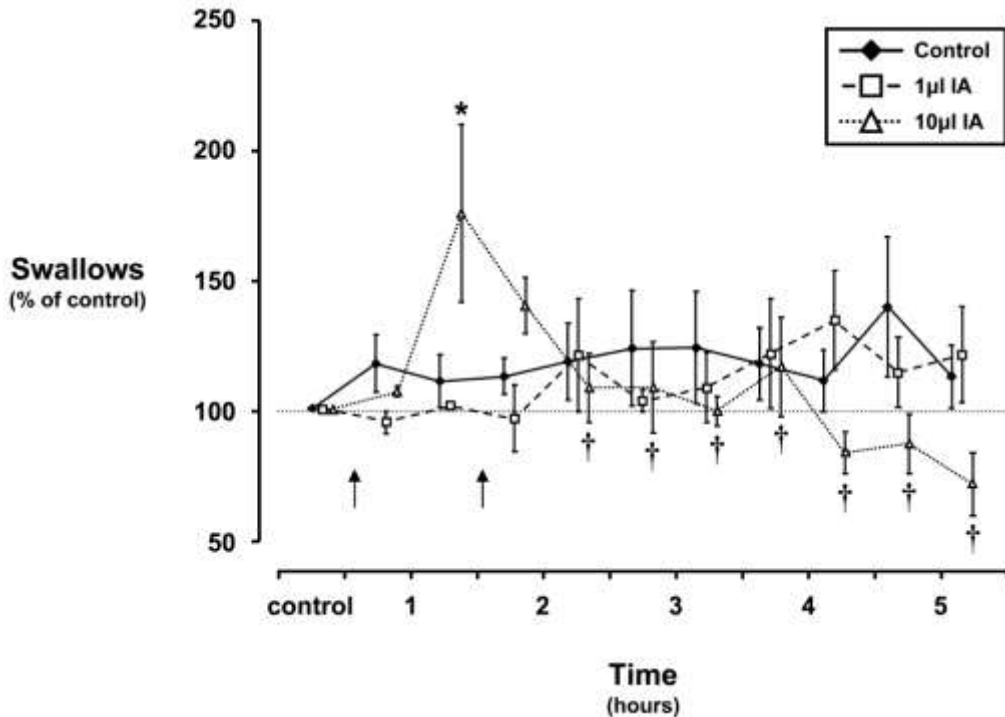 250
200
150
100
50
Swallows
(% of control)
Control
1µl IA
10µl IA
*
† † † † † † †
control 1 2 3 4 5
Time
(hours)